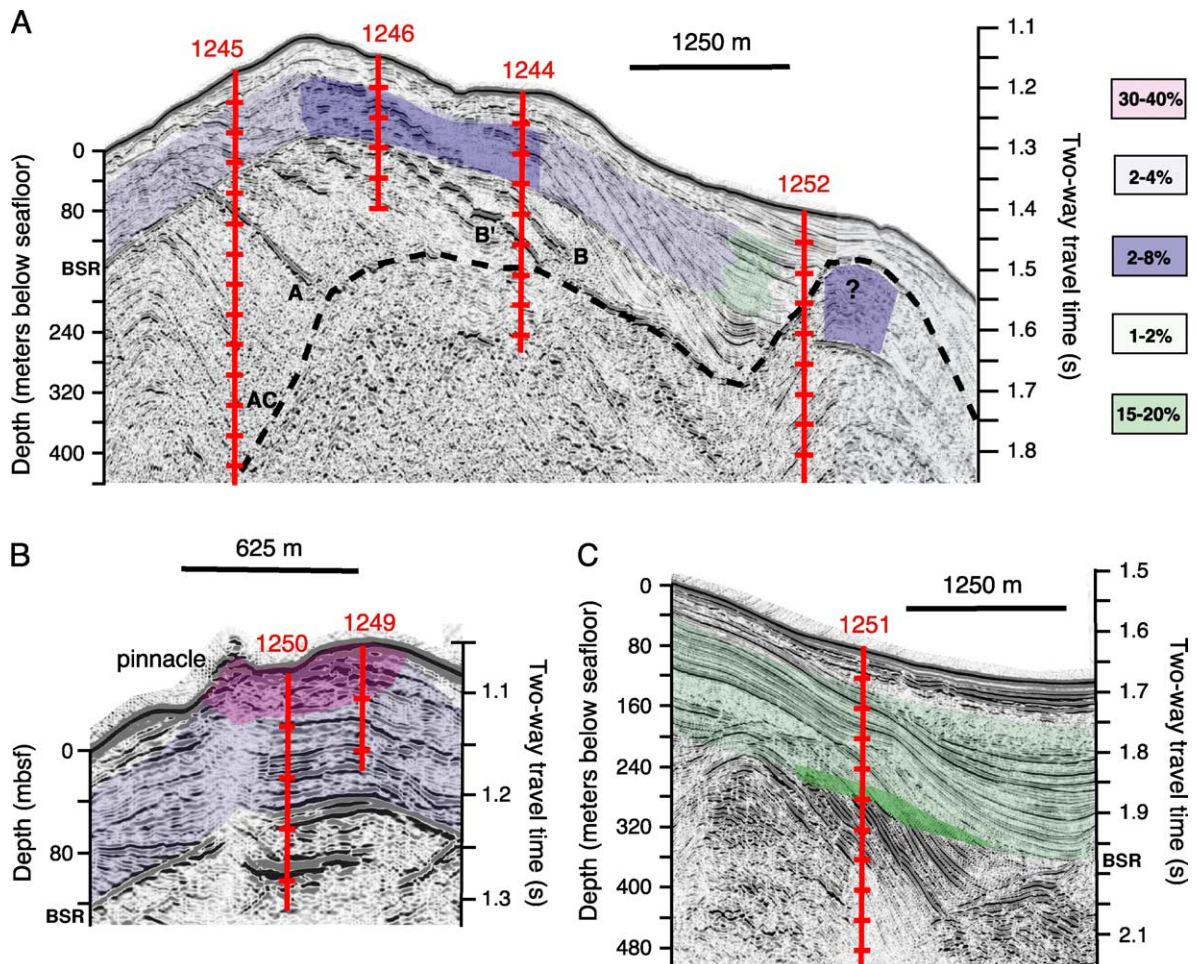 A
1245
1246
1244
1252
1250 m
Depth (meters below seafloor)
0
80
BSR
240
320
400
A
B'
B
AC
?
1.1
1.2
1.3
1.4
1.5
1.6
1.7
1.8
Two-way travel time (s)
30-40%
2-4%
2-8%
1-2%
15-20%
B
625 m
pinnacle
1250
1249
Depth (mbsf)
0
80
BSR
1.1
1.2
1.3
Two-way travel time (s)
C
1250 m
1251
Depth (meters below seafloor)
0
80
160
240
320
400
480
1.5
1.6
1.7
1.8
1.9
BSR
2.1
Two-way travel time (s)